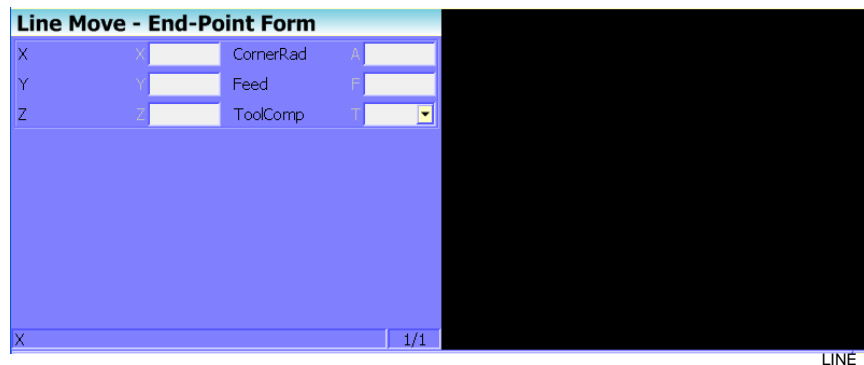 Line Move - End-Point Form
X X CornerRad A
Y Y Feed F
Z Z ToolComp T
X 1/1
LINE